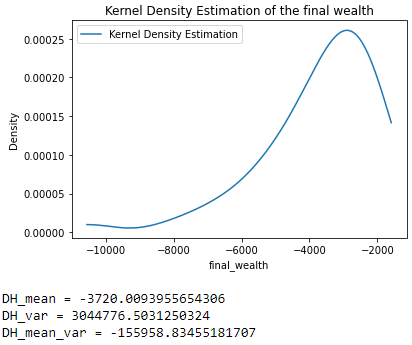 Kernel Density Estimation of the final wealth
Kernel Density Estimation
0.00025
0.00020
0.00015
0.00010
0.00005
0.00000
Density
−10000 −8000 −6000 −4000 −2000
final_wealth
DH_mean = -3720.0093955654306
DH_var = 3044776.5031250324
DH_mean_var = -155958.83455181707